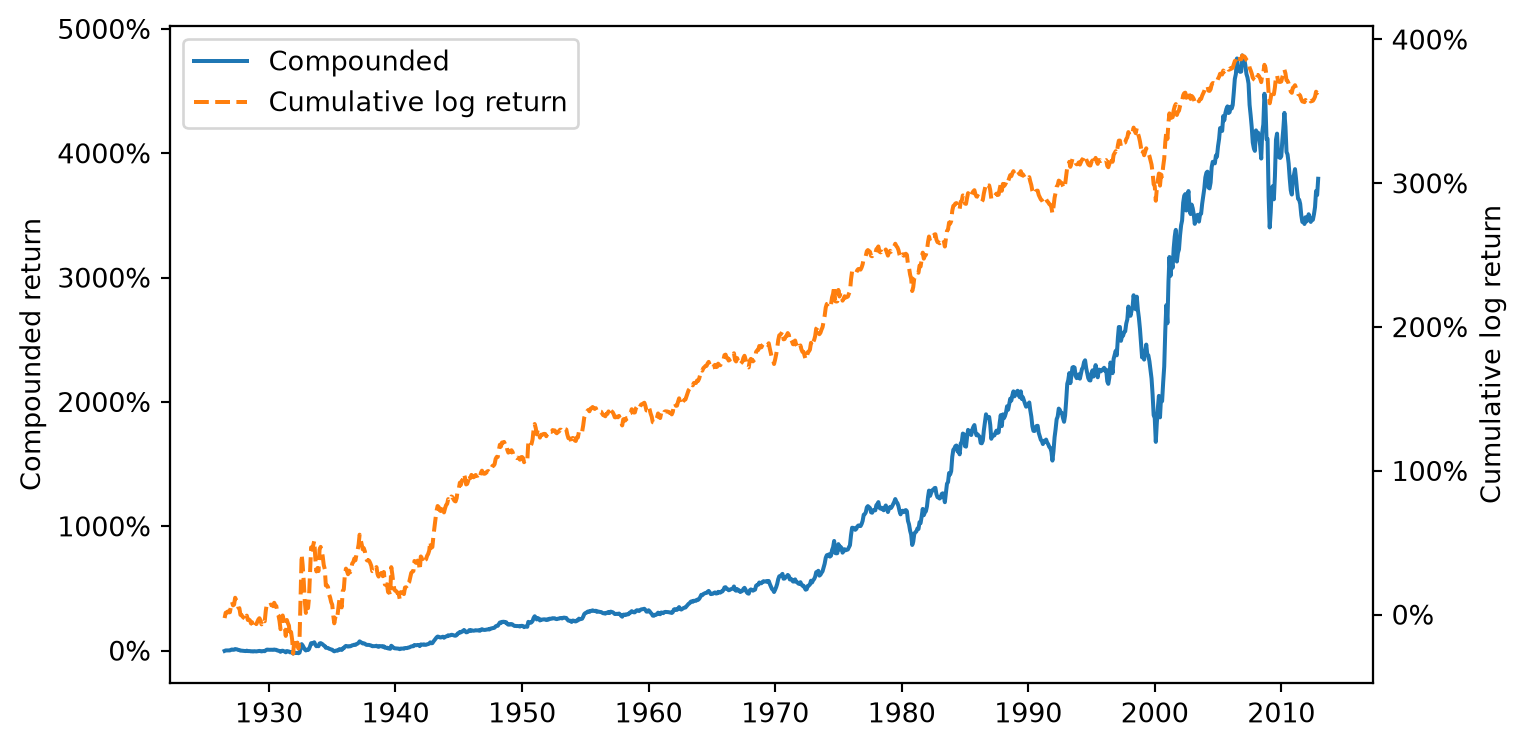 Compounded
Cumulative log return
Compounded return
5000%
4000%
3000%
2000%
1000%
0%
400%
300%
200%
100%
0%
Cumulative log return
1930 1940 1950 1960 1970 1980 1990 2000 2010